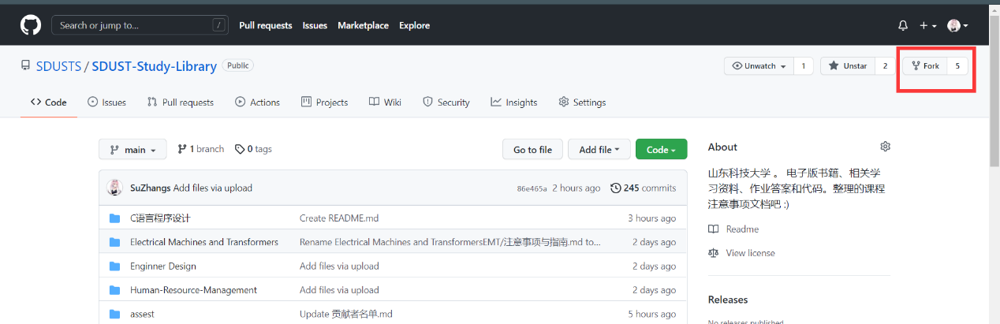 Search or jump to... / Pull requests Issues Marketplace Explore
SDUSTS / SDUST-Study-Library Public Unwatch 1 Unstar 2 Fork 5
Code Issues Pull requests Actions Projects Wiki Security Insights Settings
main 1 branch 0 tags Go to file Add file Code
SuZhangs Add files via upload 86e465a 2 hours ago 245 commits
C语言程序设计 Create README.md 3 hours ago
Electrical Machines and Transformers Rename Electrical Machines and TransformersEMT/注意事项与指南.md to... 2 days ago
Enginner Design Add files via upload 2 days ago
Human-Resource-Management Add files via upload 2 days ago
assest Update 贡献者名单.md 5 hours ago
About
山东科技大学 。 电子版书籍、相关学
习资料、作业答案和代码。整理的课程
注意事项文档吧 :)
Readme
View license
Releases
No releases published